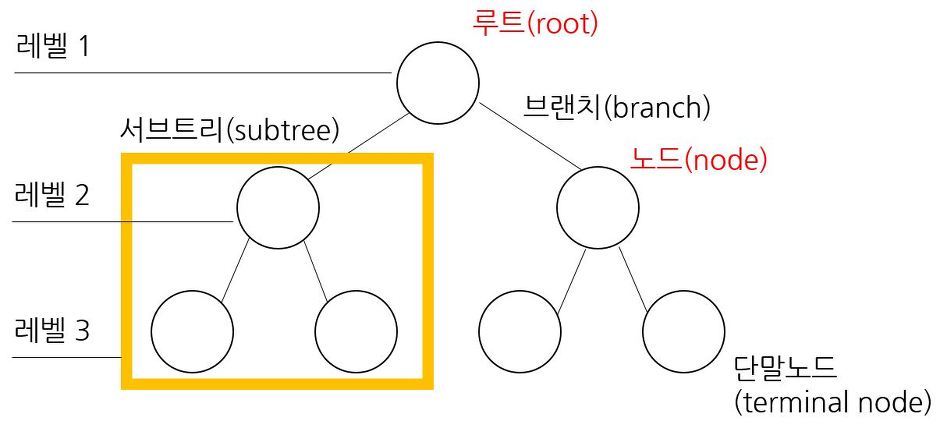 루트(root)
레벨 1
브랜치(branch)
서브트리(subtree)
노드(node)
레벨 2
레벨 3
단말노드
(terminal node)